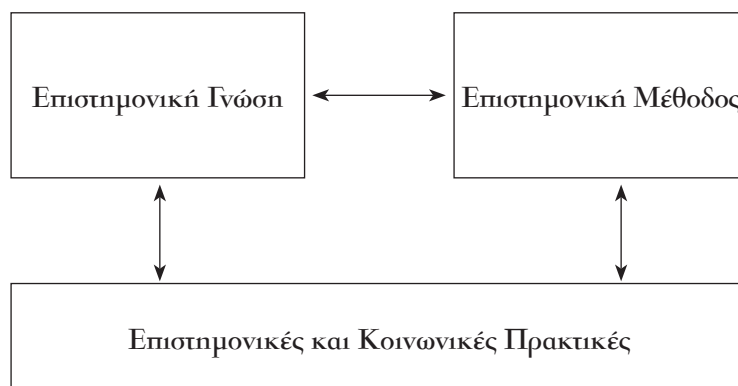 Επιστημονική Γνώση
Επιστημονική Μέθοδος
Επιστημονικές και Κοινωνικές Πρακτικές